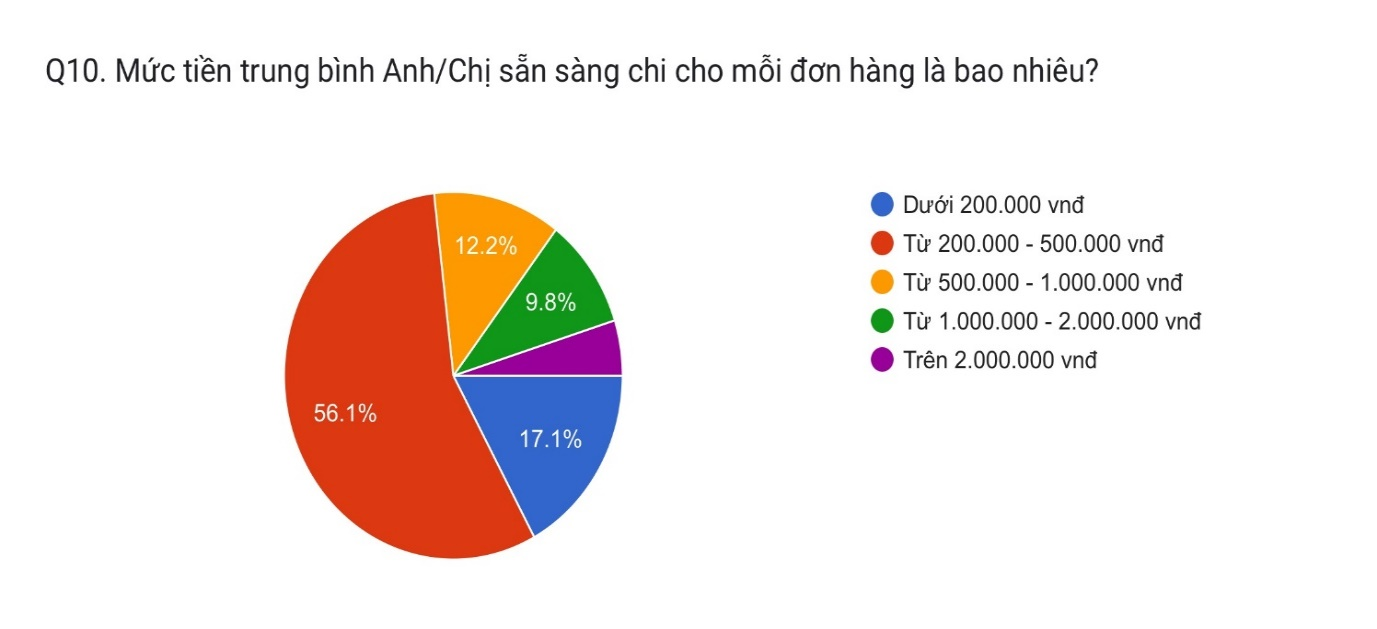 Q10. Mức tiền trung bình Anh/Chị sẵn sàng chi cho mỗi đơn hàng là bao nhiêu?
Dưới 200.000 vnđ
Từ 200.000 - 500.000 vnđ
Từ 500.000 - 1.000.000 vnđ
Từ 1.000.000 - 2.000.000 vnđ
Trên 2.000.000 vnđ
12.2%
9.8%
56.1%
17.1%